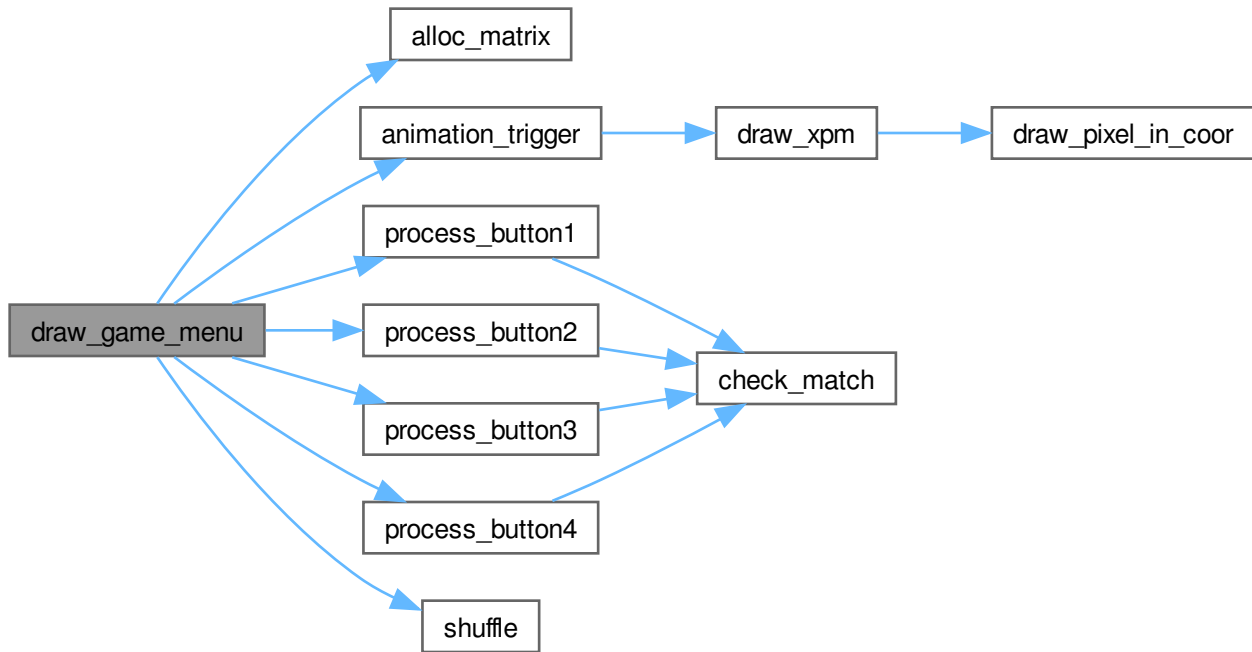 alloc_matrix
animation_trigger
draw_xpm
draw_pixel_in_coor
process_button1
draw_game_menu
process_button2
check_match
process_button3
process_button4
shuffle